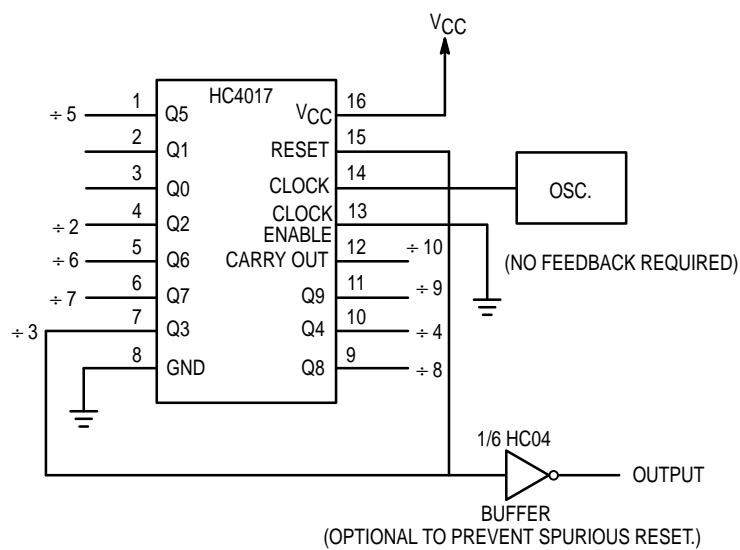 VCC
HC4017
÷ 5
1
Q5
VCC
16
2
Q1
RESET
15
3
Q0
CLOCK
14
OSC.
÷ 2
4
Q2
CLOCK
ENABLE
13
÷ 6
5
Q6
CARRY OUT
12
÷ 10
(NO FEEDBACK REQUIRED)
÷ 7
6
Q7
Q9
11
÷ 9
÷ 3
7
Q3
Q4
10
÷ 4
8
GND
Q8
9
÷ 8
1/6 HC04
OUTPUT
BUFFER
(OPTIONAL TO PREVENT SPURIOUS RESET.)